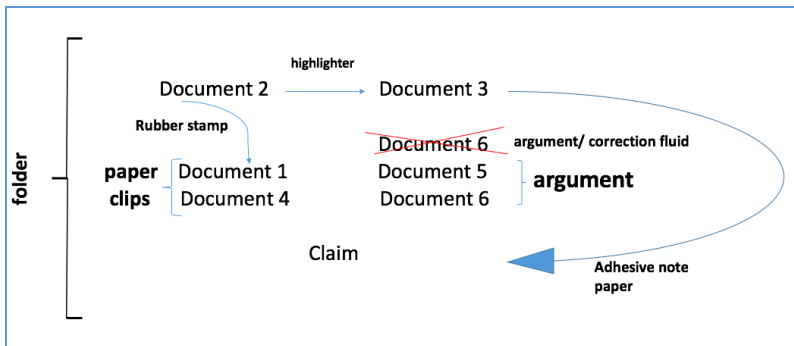 highlighter
Document 2
Document 3
Rubber stamp
Document 6
argument/ correction fluid
folder
paper
clips
Document 1
Document 4
Document 5
Document 6
argument
Claim
Adhesive note
paper